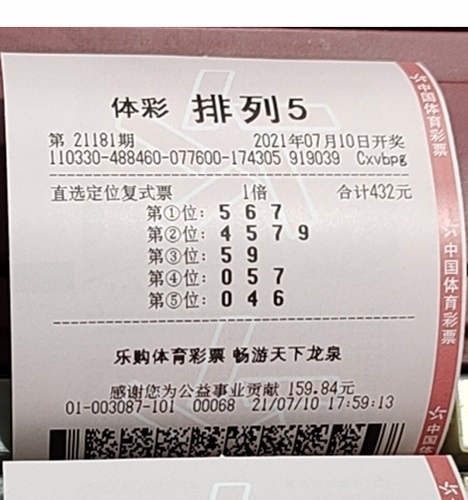 体彩 排列5
第 21181期 2021年07月10日开奖
110330-488460-077600-174305 919039 Cxvbpg
直选定位复式票 1倍 合计432元
第①位: 5 6 7
第②位: 4 5 7 9
第③位: 5 9
第④位: 0 5 7
第⑤位: 0 4 6
乐购体育彩票 畅游天下龙泉
感谢您为公益事业贡献 159.84元
01-003087-101 00068 21/07/10 17:59:13
中国体育彩票
中国体育彩票
中国体